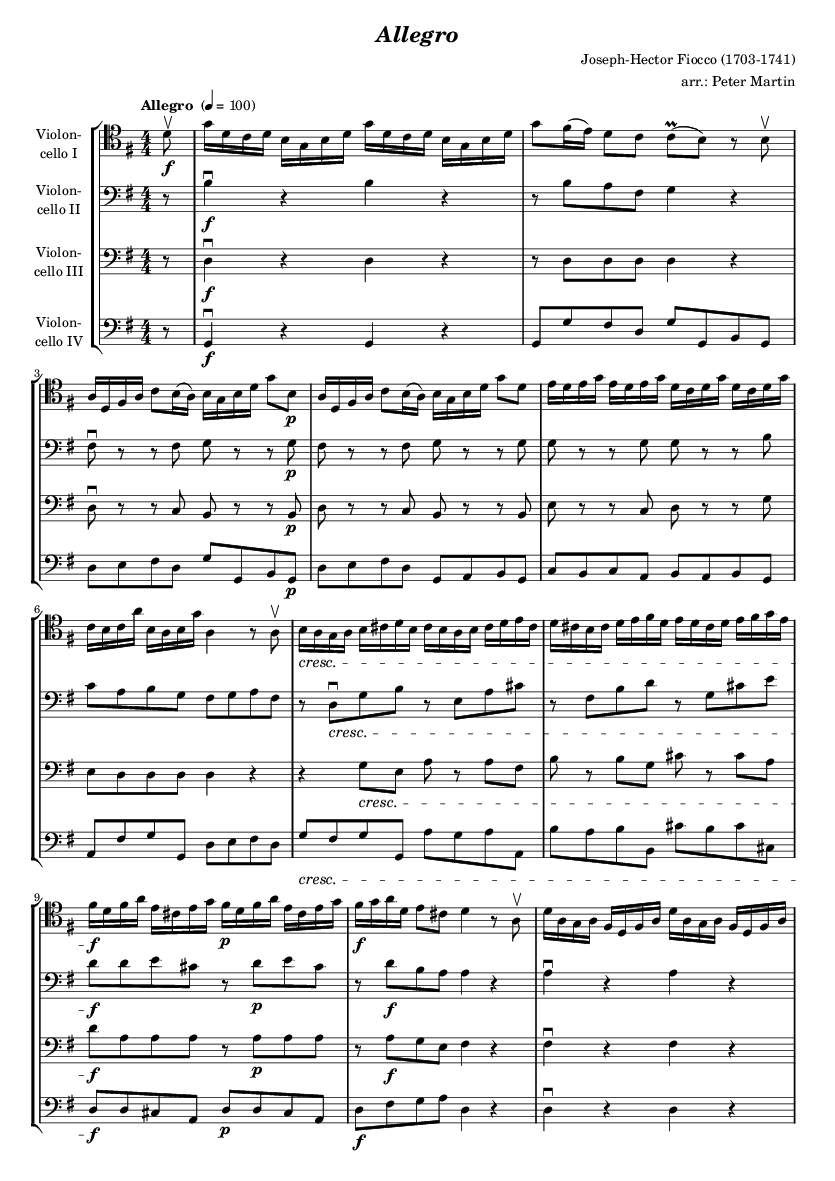 Allegro
Joseph-Hector Fiocco (1703-1741)
arr.: Peter Martin
Allegro (♩ = 100)
Violon-
cello I
f
Violon-
cello II
f
Violon-
cello III
f
Violon-
cello IV
f
3
p
p
p
p
6
cresc.
cresc.
cresc.
cresc.
9
f p f
f p f
f p f
f p f